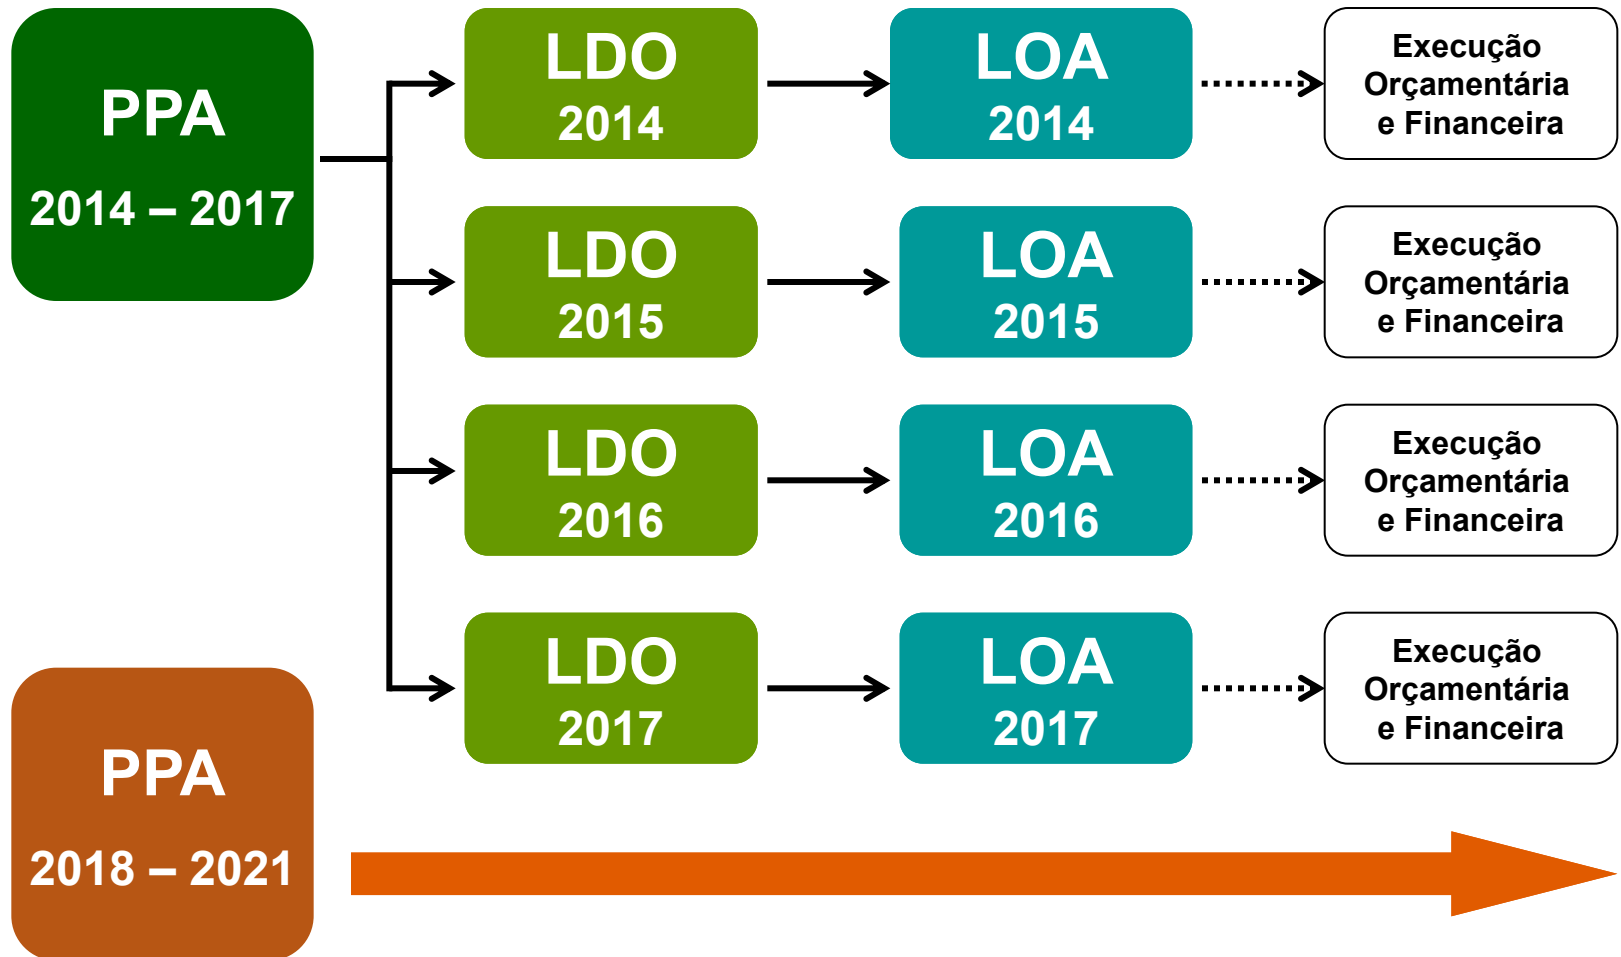 PPA
2014 – 2017
LDO
2014
LOA
2014
Execução
Orçamentária
e Financeira
LDO
2015
LOA
2015
Execução
Orçamentária
e Financeira
LDO
2016
LOA
2016
Execução
Orçamentária
e Financeira
LDO
2017
LOA
2017
Execução
Orçamentária
e Financeira
PPA
2018 – 2021